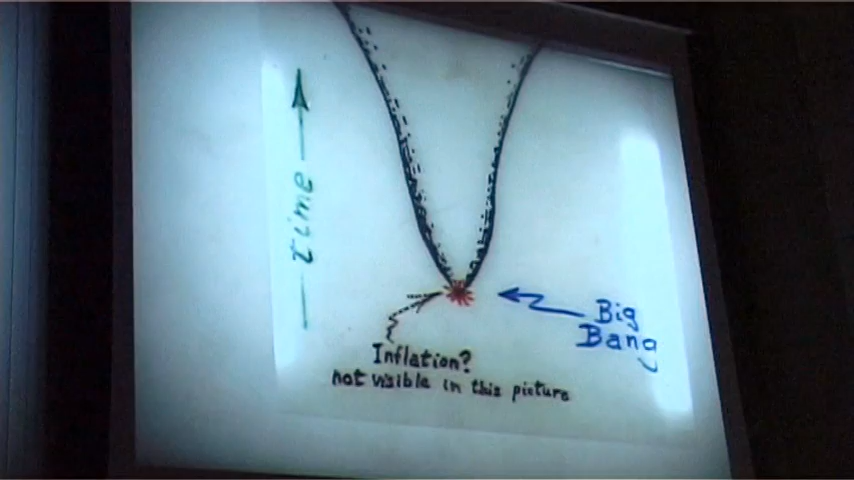 time
Big
Bang
Inflation?
not visible in this picture